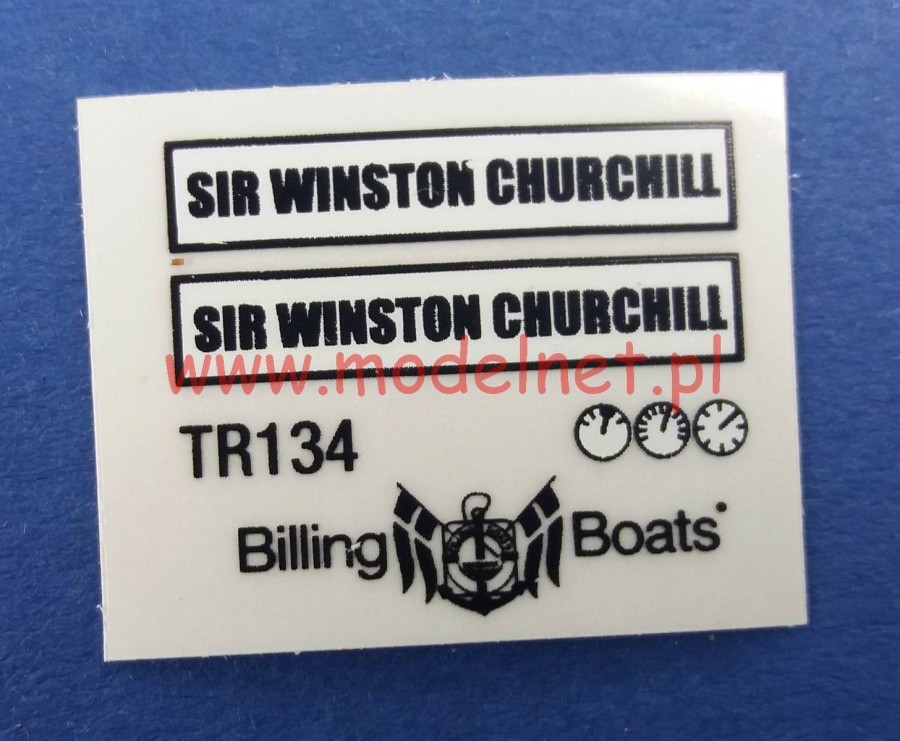 SIR WINSTON CHURCHILL
SIR WINSTON CHURCHILL
www.modelnet.pl
TR134
Billing Boats